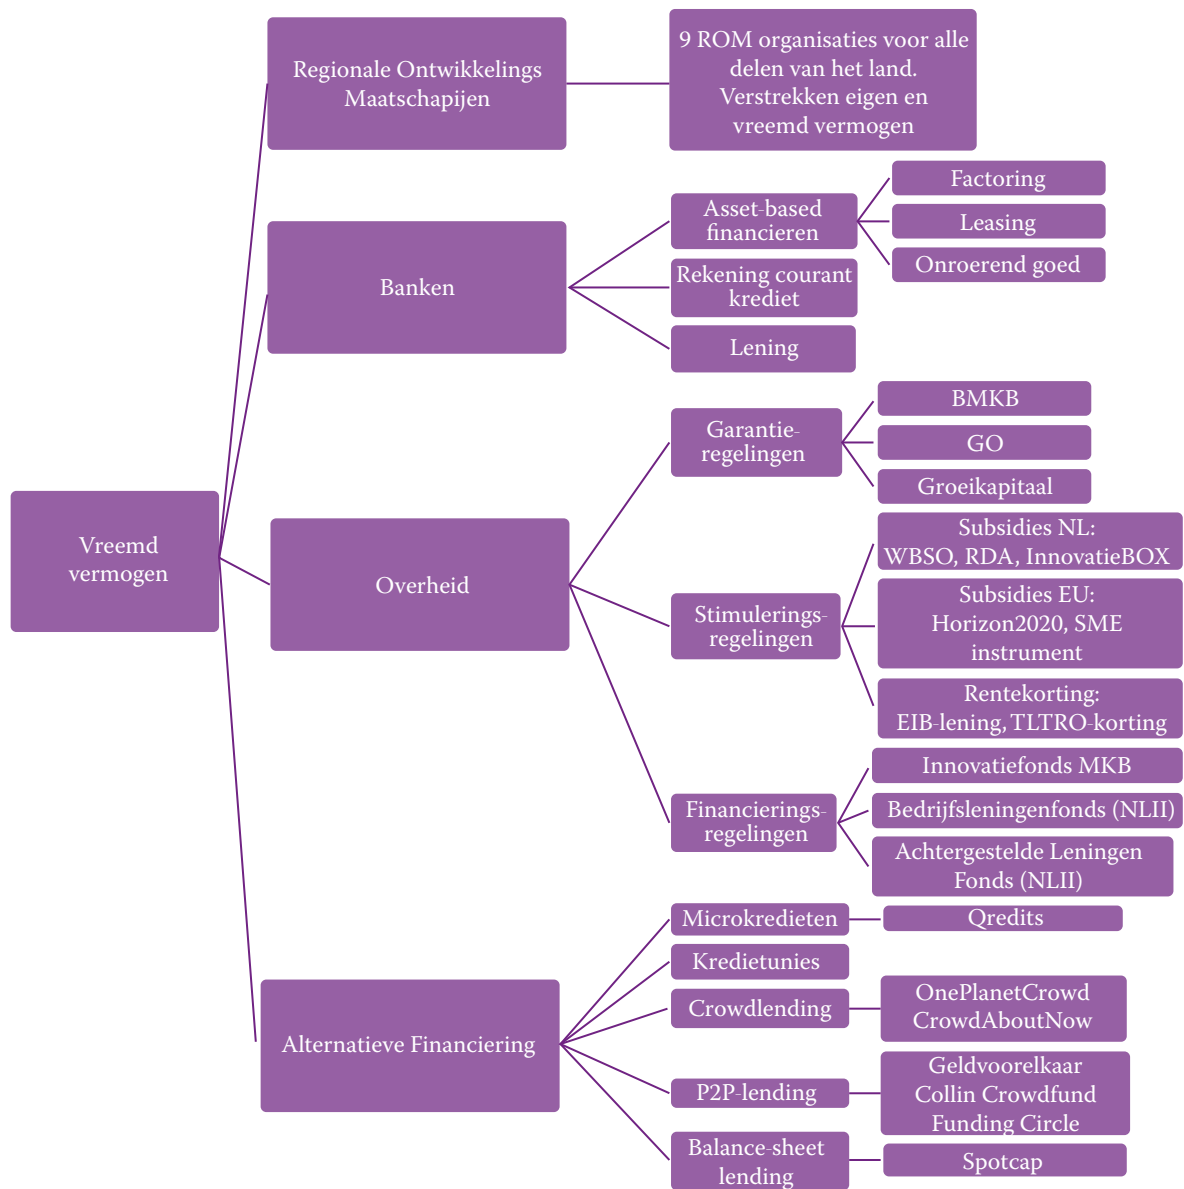 Vreemd
vermogen
Regionale Ontwikkelings
Maatschapijen
9 ROM organisaties voor alle
delen van het land.
Verstrekken eigen en
vreemd vermogen
Banken
Asset-based
financieren
Factoring
Leasing
Onroerend goed
Rekening courant
krediet
Lening
Overheid
Garantie-
regelingen
BMKB
GO
Groeikapitaal
Stimulerings-
regelingen
Subsidies NL:
WBSO, RDA, InnovatieBOX
Subsidies EU:
Horizon2020, SME
instrument
Rentekorting:
EIB-lening, TLTRO-korting
Financierings-
regelingen
Innovatiefonds MKB
Bedrijfsleningenfonds (NLII)
Achtergestelde Leningen
Fonds (NLII)
Alternatieve Financiering
Microkredieten
Qredits
Kredietunies
Crowdlending
OnePlanetCrowd
CrowdAboutNow
P2P-lending
Geldvoorelkaar
Collin Crowdfund
Funding Circle
Balance-sheet
lending
Spotcap